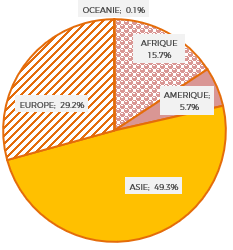 OCEANIE; 0.1%
AFRIQUE
15.7%
AMERIQUE;
5.7%
EUROPE; 29.2%
ASIE; 49.3%